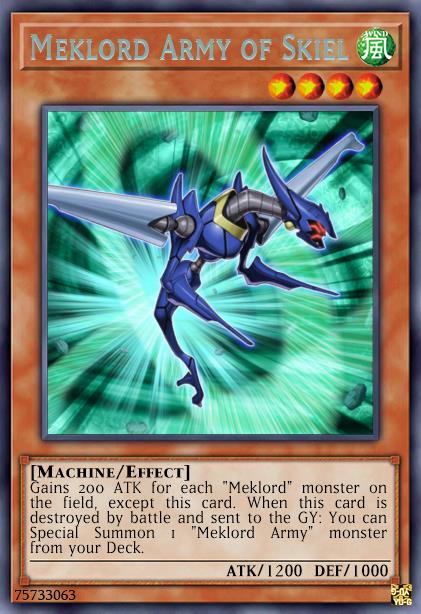 Meklord Army of Skiel
WIND
風
[Machine/Effect]
Gains 200 ATK for each "Meklord" monster on
the field, except this card. When this card is
destroyed by battle and sent to the GY: You can
Special Summon 1 "Meklord Army" monster
from your Deck.
ATK/1200 DEF/1000
75733063